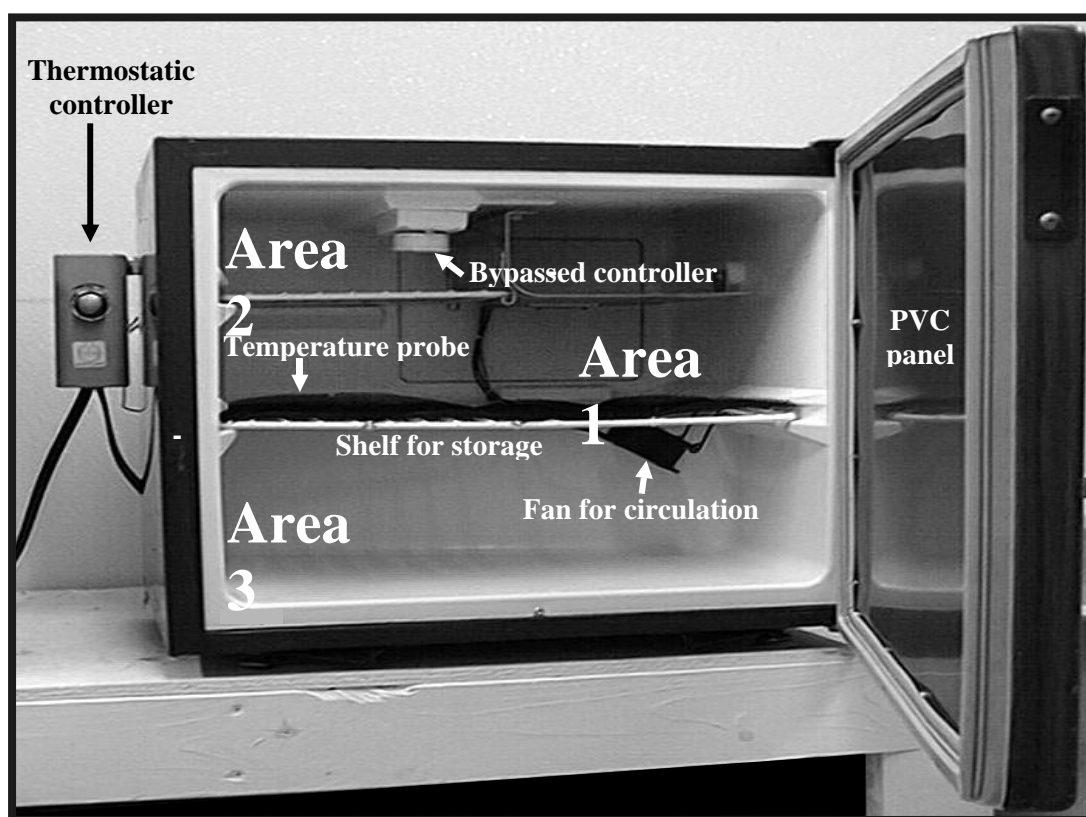 Thermostatic
controller
Area
2
Bypassed controller
Temperature probe
Area
1
PVC
panel
Shelf for storage
Fan for circulation
Area
3
-